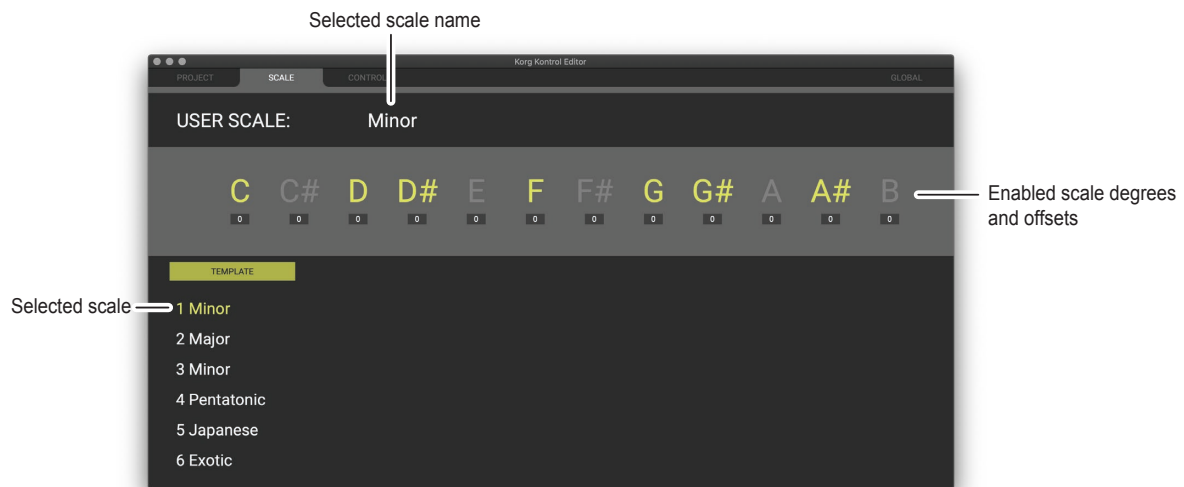 Selected scale name
Korg Kontrol Editor
PROJECT SCALE CONTROL GLOBAL
USER SCALE: Minor
C C# D D# E F F# G G# A A# B
0 0 0 0 0 0 0 0 0 0 0 0
Enabled scale degrees
and offsets
TEMPLATE
Selected scale
1 Minor
2 Major
3 Minor
4 Pentatonic
5 Japanese
6 Exotic